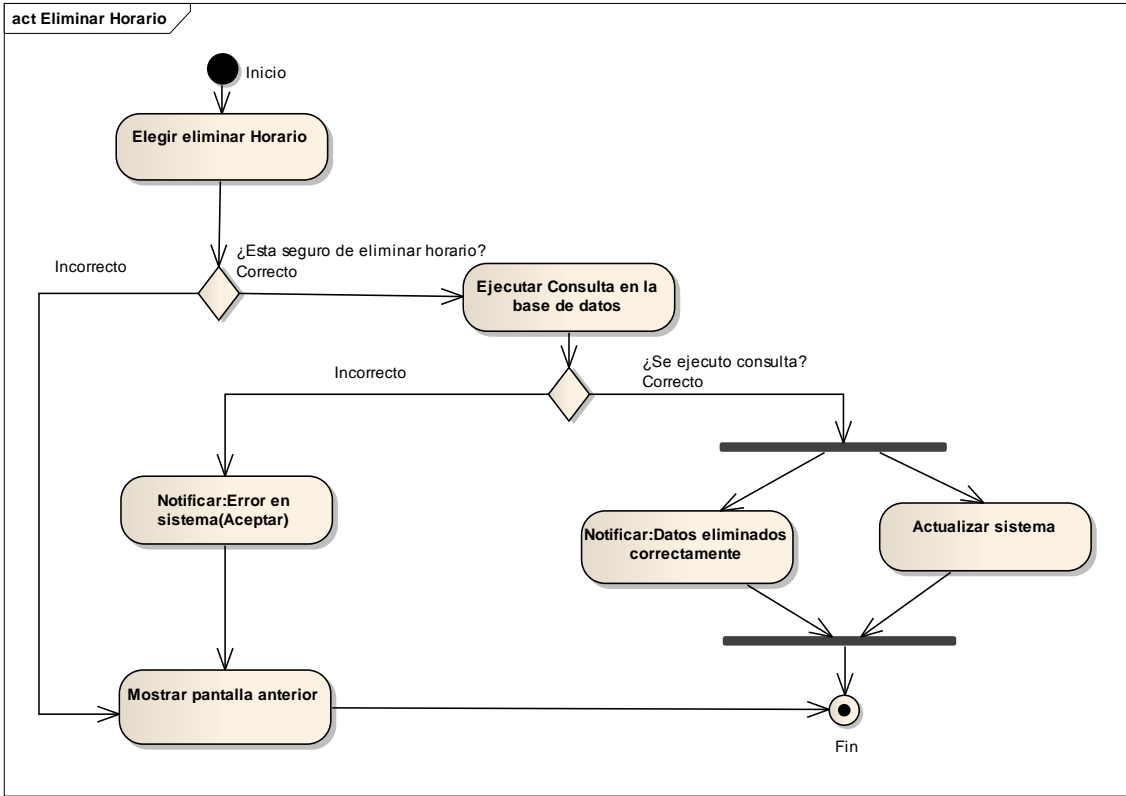 act Eliminar Horario
Inicio
Elegir eliminar Horario
¿Esta seguro de eliminar horario?
Incorrecto
Correcto
Ejecutar Consulta en la
base de datos
¿Se ejecuto consulta?
Incorrecto
Correcto
Notificar:Error en
sistema(Aceptar)
Notificar:Datos eliminados
correctamente
Actualizar sistema
Mostrar pantalla anterior
Fin